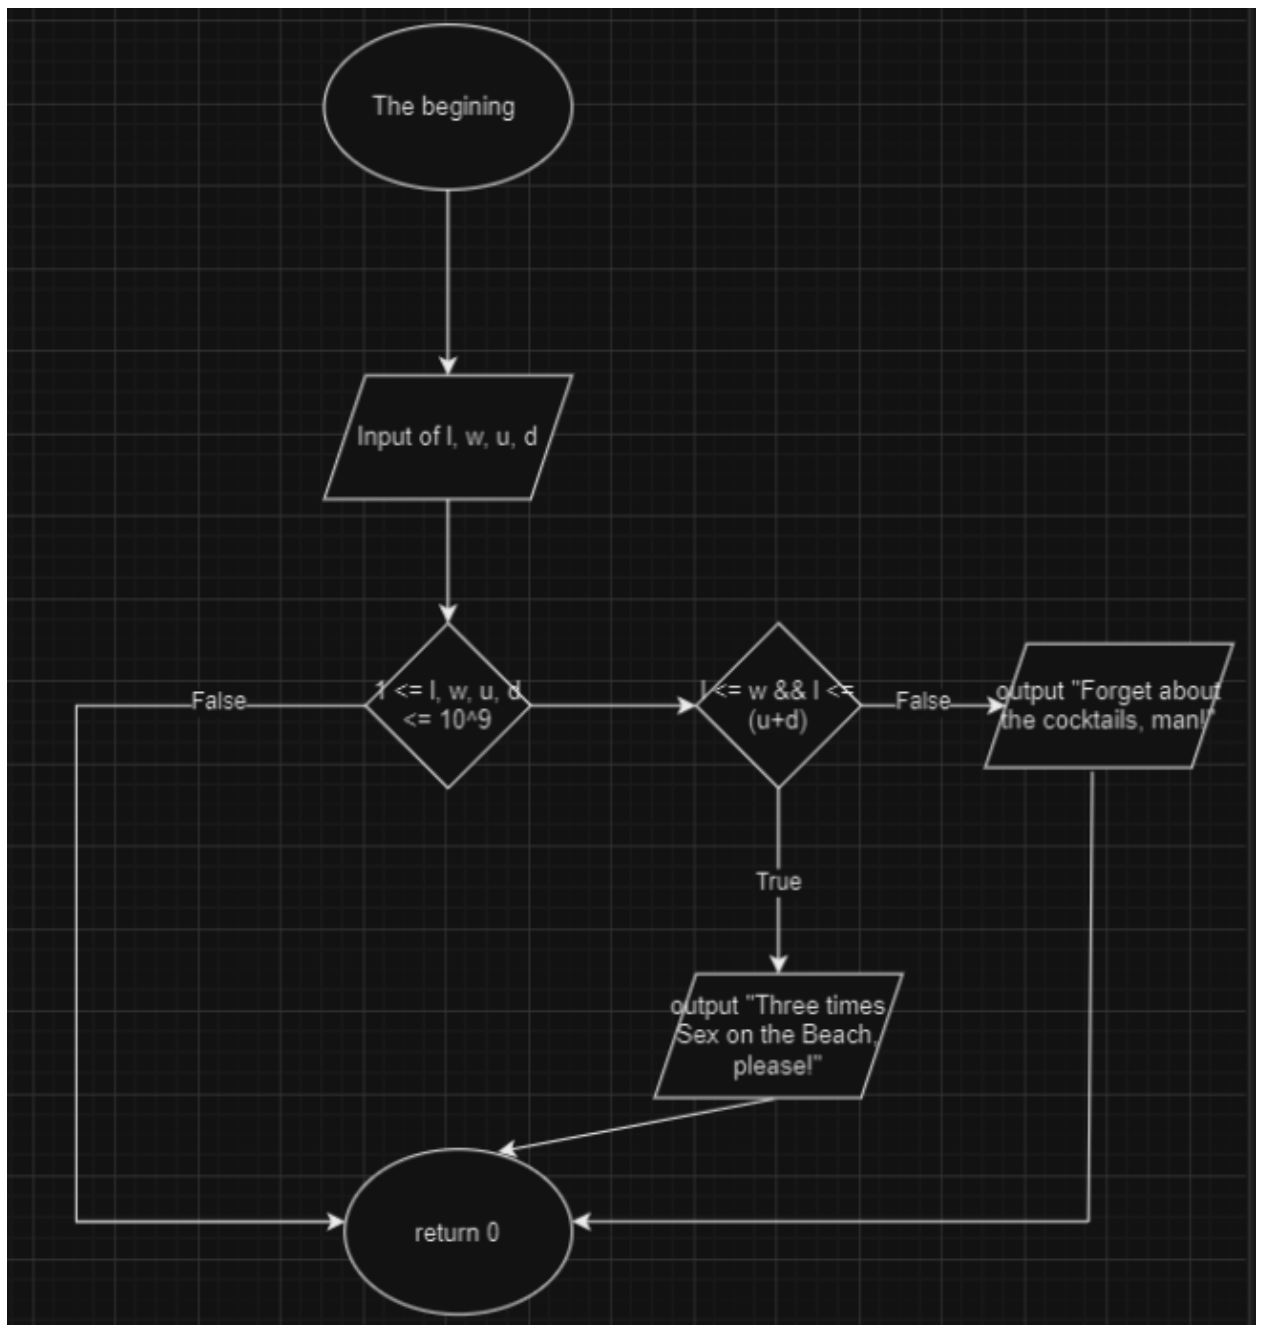 The begining
Input of l, w, u, d
1 <= l, w, u, d
<= 10^9
False
l <= w && l <=
(u+d)
False
output "Forget about
the cocktails, man!"
True
output "Three times
Sex on the Beach,
please!"
return 0